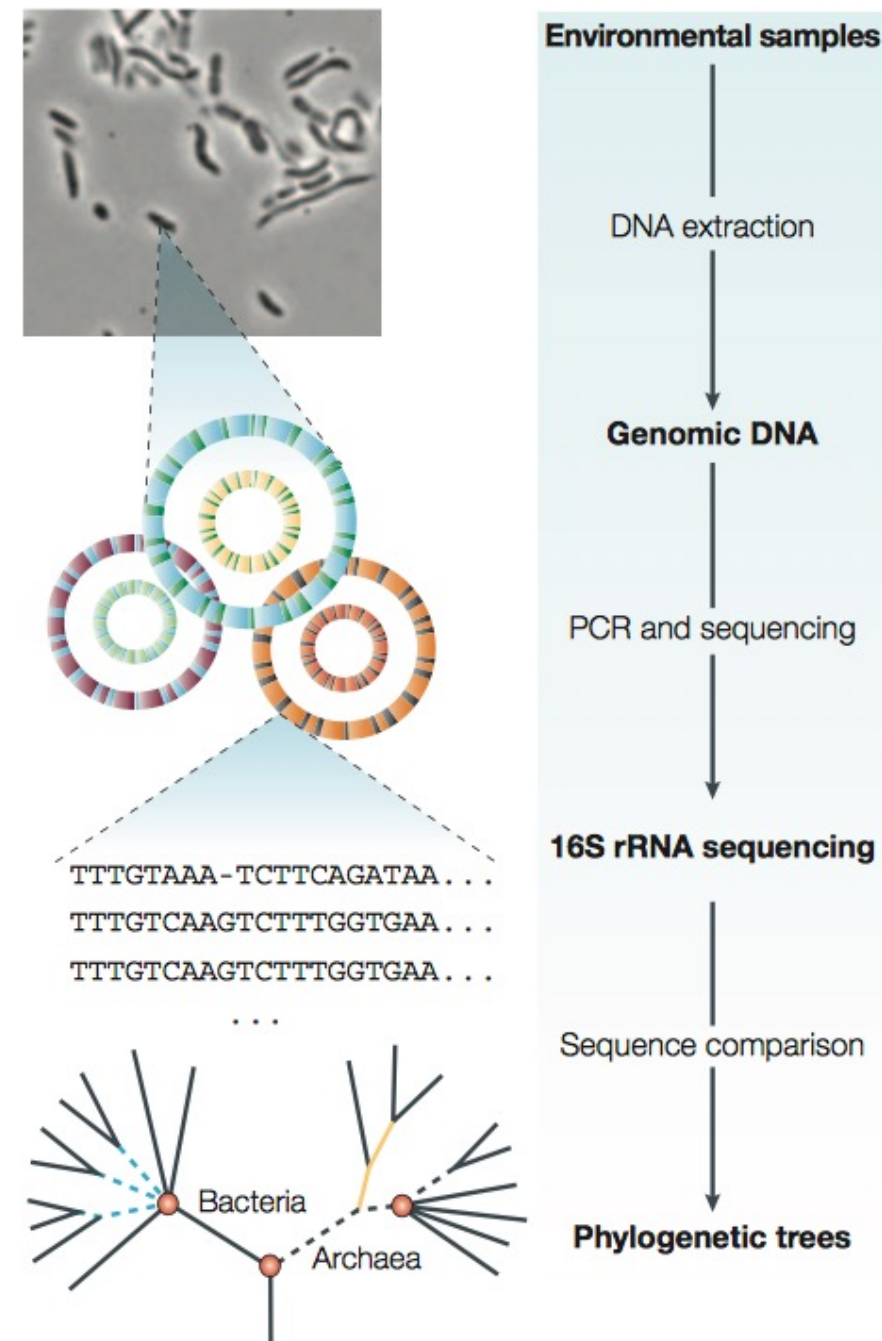 Environmental samples
DNA extraction
Genomic DNA
PCR and sequencing
16S rRNA sequencing
TTTGTAAA-TCTTCAGATAA...
TTTGTCAAGTCTTTGGTGAA...
TTTGTCAAGTCTTTGGTGAA...
...
Sequence comparison
Bacteria
Archaea
Phylogenetic trees